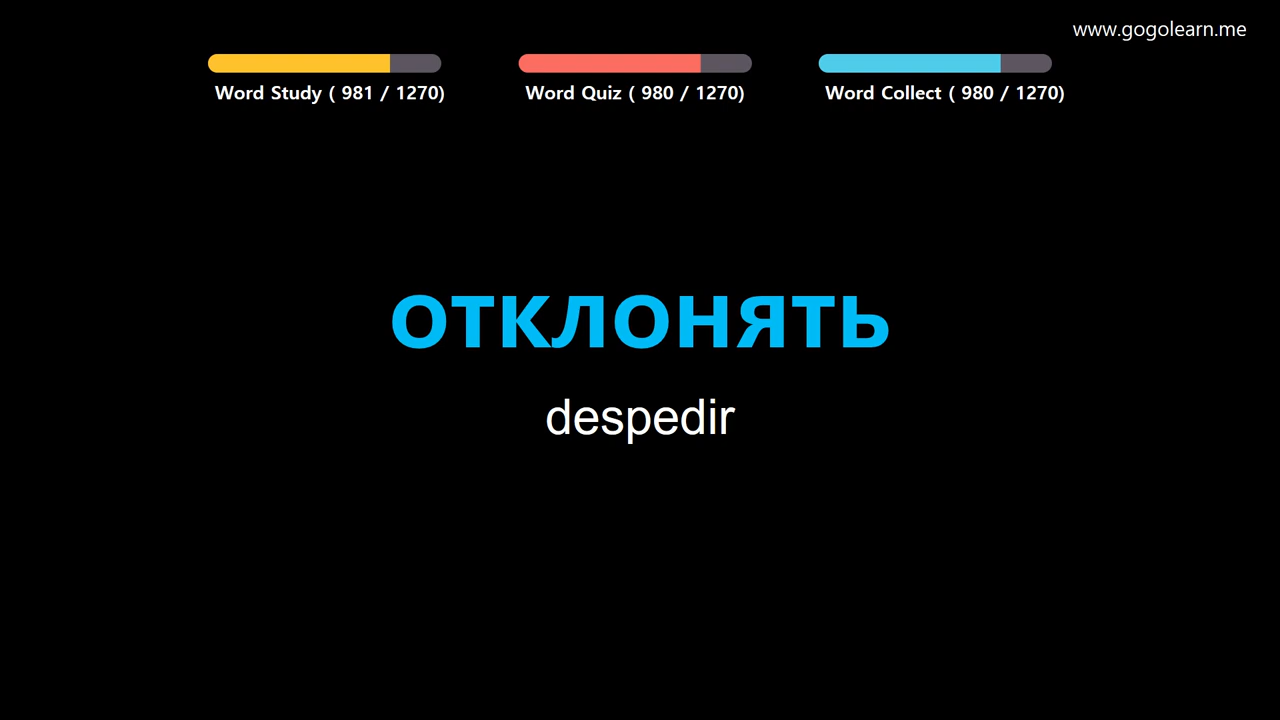 www.gogolearn.me
Word Study ( 981 / 1270)
Word Quiz ( 980 / 1270)
Word Collect ( 980 / 1270)
отклонять
despedir